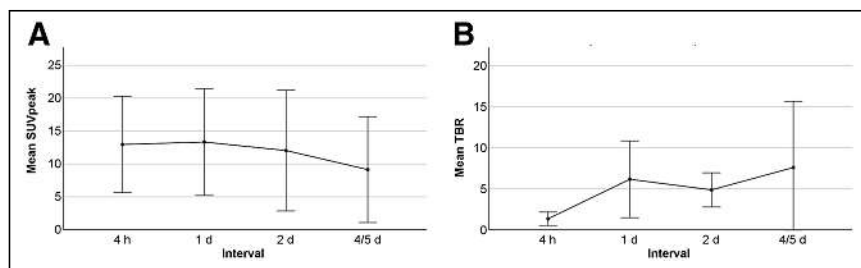 A
B
Mean SUVpeak
25
20
15
10
5
0
4 h 1 d 2 d 4/5 d
Interval
Mean TBR
20
15
10
5
0
4 h 1 d 2 d 4/5 d
Interval